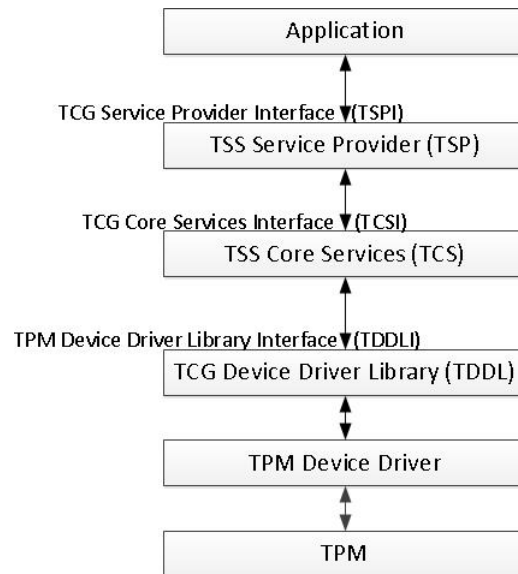 Application
TCG Service Provider Interface (TSPI)
TSS Service Provider (TSP)
TCG Core Services Interface (TCSI)
TSS Core Services (TCS)
TPM Device Driver Library Interface (TDDLI)
TCG Device Driver Library (TDDL)
TPM Device Driver
TPM